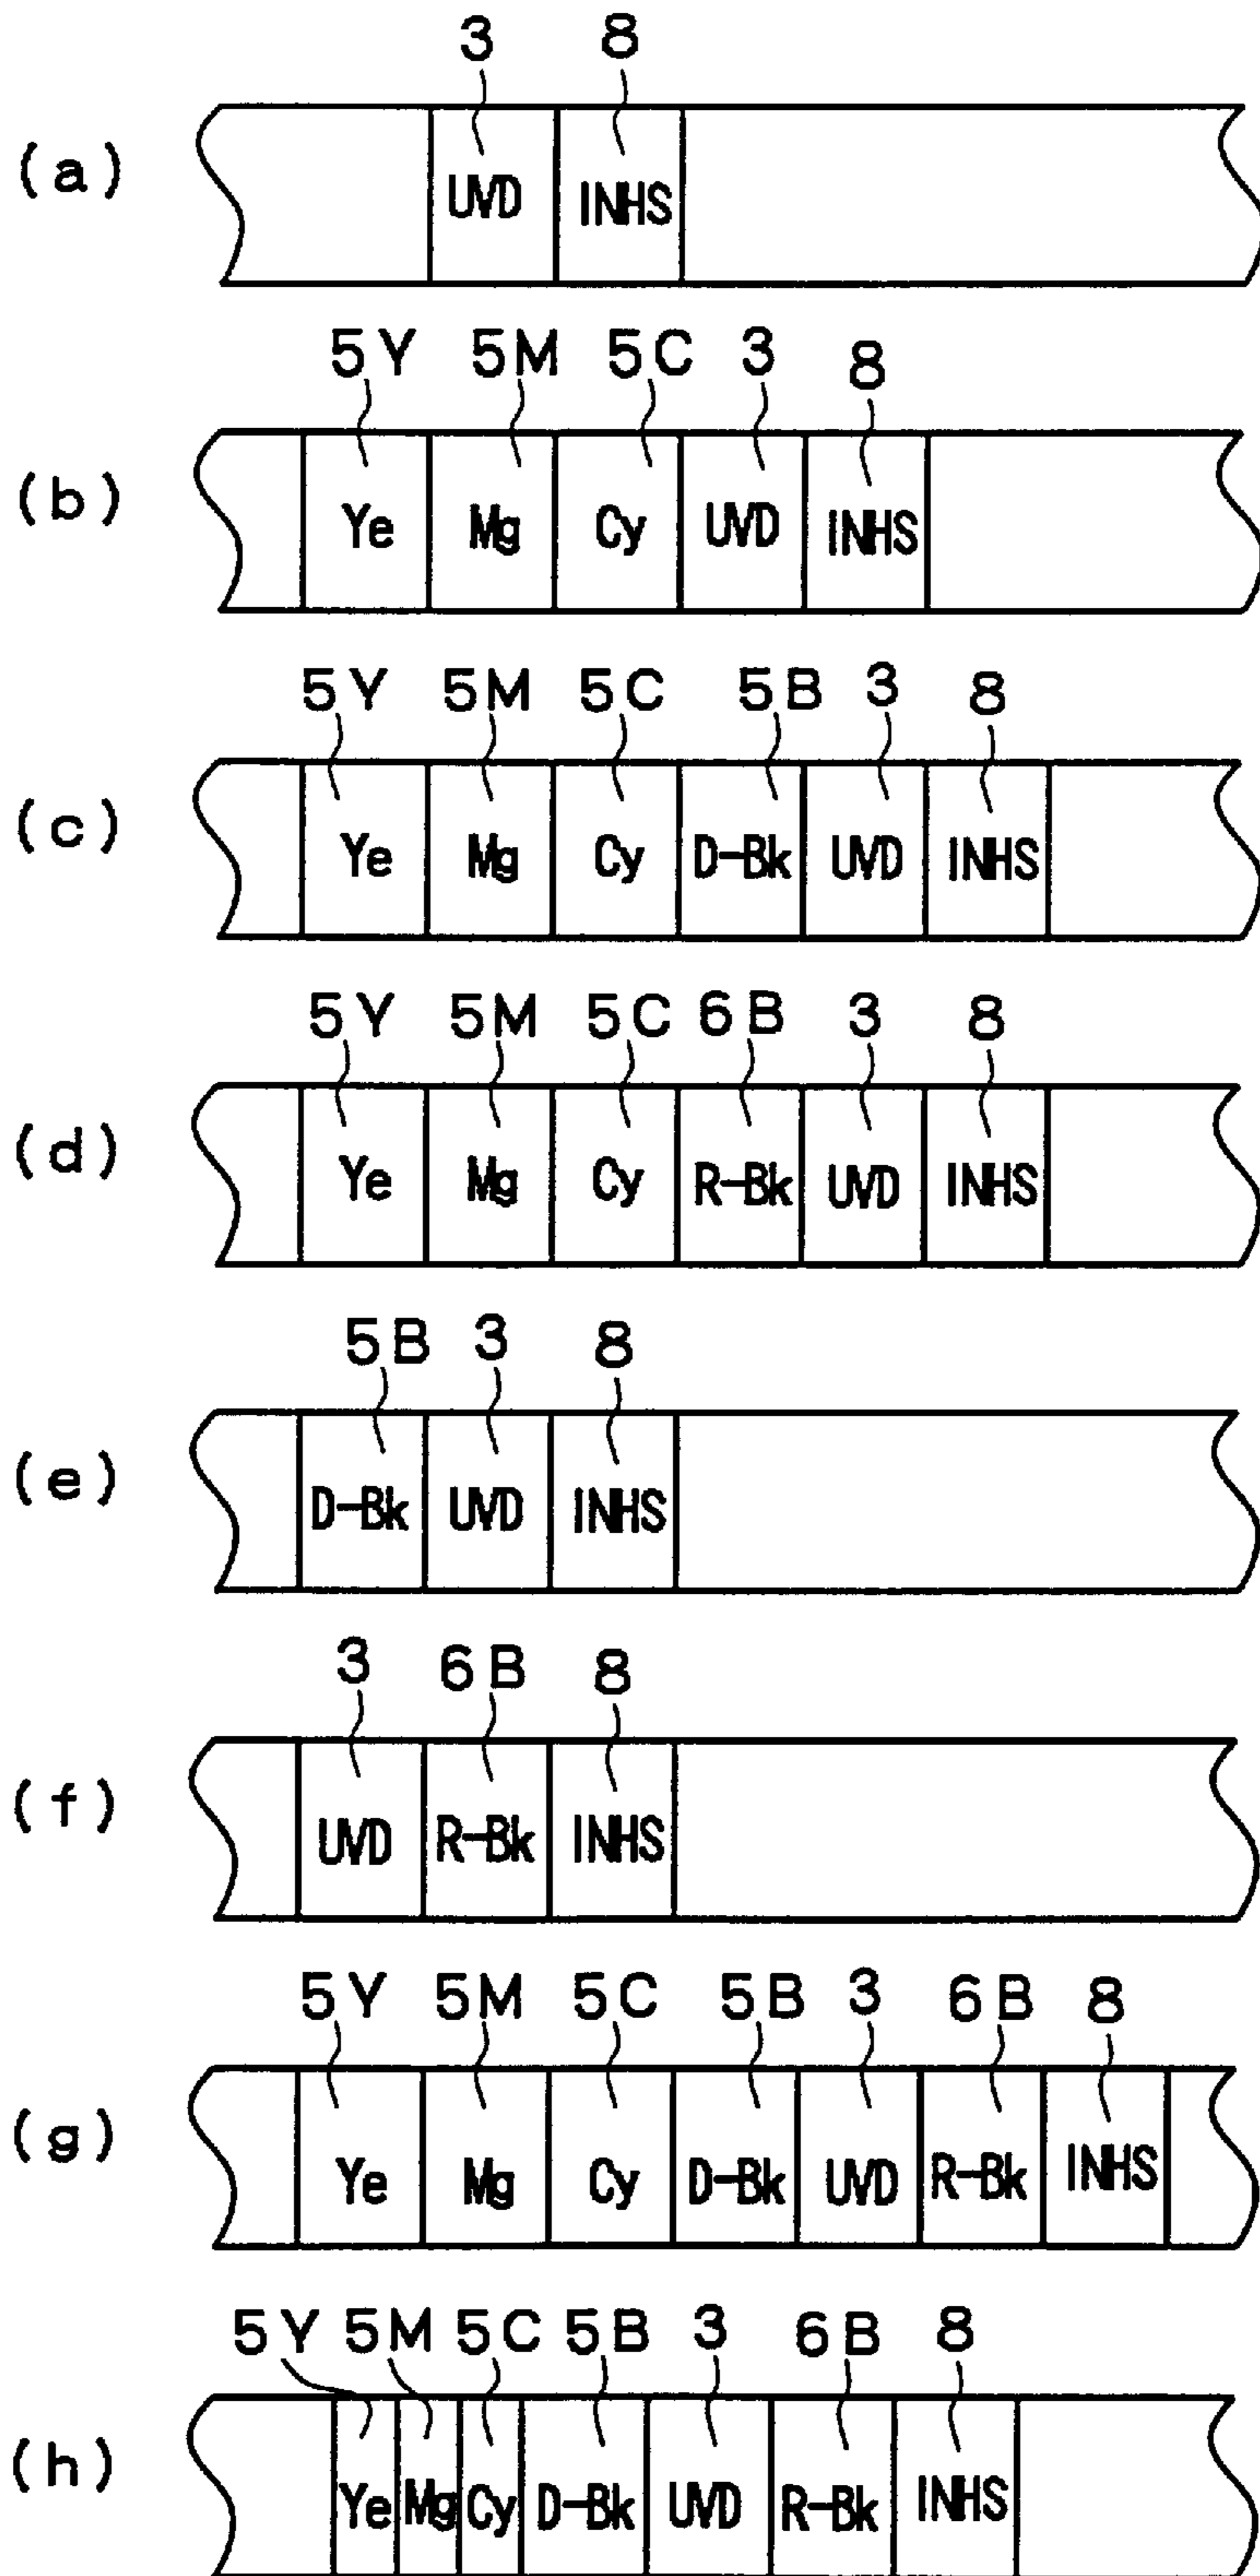 3 8
(a) UVD INHS
5Y 5M 5C 3 8
(b) Ye Mg Cy UVD INHS
5Y 5M 5C 5B 3 8
(c) Ye Mg Cy D-Bk UVD INHS
5Y 5M 5C 6B 3 8
(d) Ye Mg Cy R-Bk UVD INHS
5B 3 8
(e) D-Bk UVD INHS
3 6B 8
(f) UVD R-Bk INHS
5Y 5M 5C 5B 3 6B 8
(g) Ye Mg Cy D-Bk UVD R-Bk INHS
5Y 5M 5C 5B 3 6B 8
(h) Ye Mg Cy D-Bk UVD R-Bk INHS